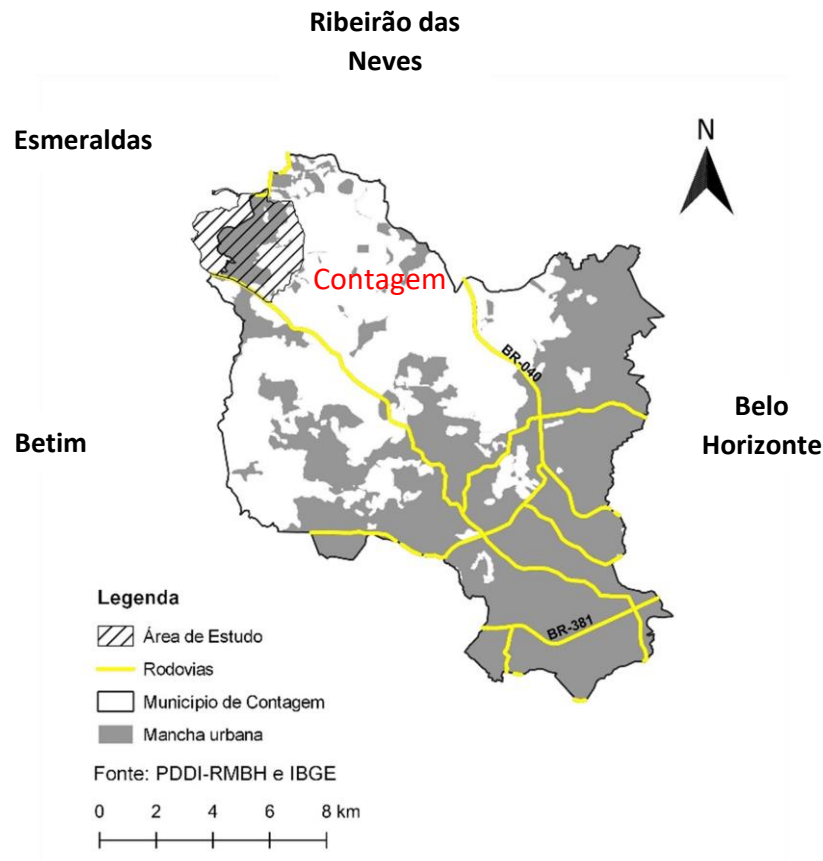 Ribeirão das
Neves
Esmeraldas
N
Contagem
BR-040
Belo
Horizonte
Betim
BR-381
Legenda
Área de Estudo
Rodovias
Município de Contagem
Mancha urbana
Fonte: PDDI-RMBH e IBGE
0 2 4 6 8 km